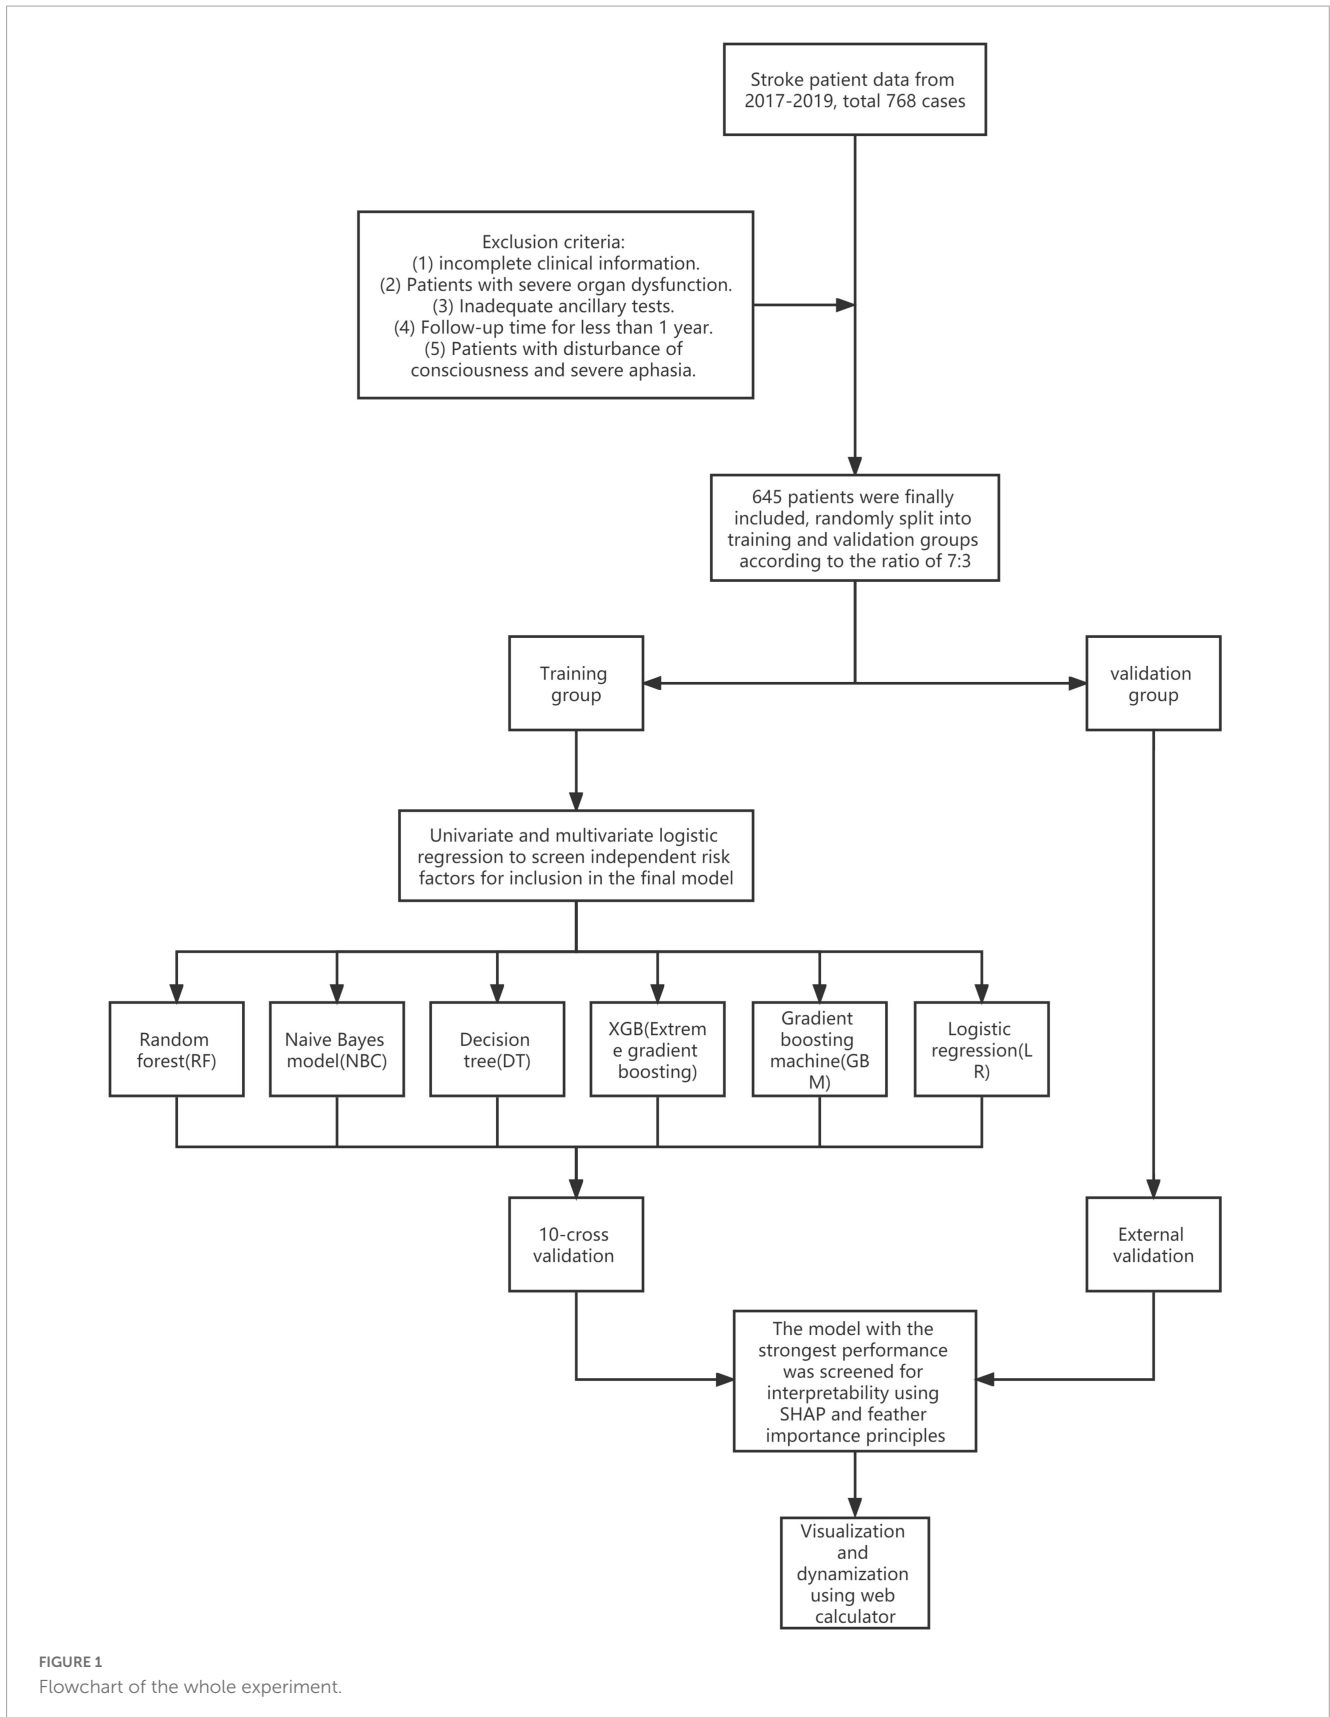 Stroke patient data from
2017-2019, total 768 cases
Exclusion criteria:
(1) incomplete clinical information.
(2) Patients with severe organ dysfunction.
(3) Inadequate ancillary tests.
(4) Follow-up time for less than 1 year.
(5) Patients with disturbance of
consciousness and severe aphasia.
645 patients were finally
included, randomly split into
training and validation groups
according to the ratio of 7:3
Training
group
validation
group
Univariate and multivariate logistic
regression to screen independent risk
factors for inclusion in the final model
Random
forest(RF)
Naive Bayes
model(NBC)
Decision
tree(DT)
XGB(Extrem
e gradient
boosting)
Gradient
boosting
machine(GB
M)
Logistic
regression(L
R)
10-cross
validation
External
validation
The model with the
strongest performance
was screened for
interpretability using
SHAP and feather
importance principles
Visualization
and
dynamization
using web
calculator
FIGURE 1
Flowchart of the whole experiment.